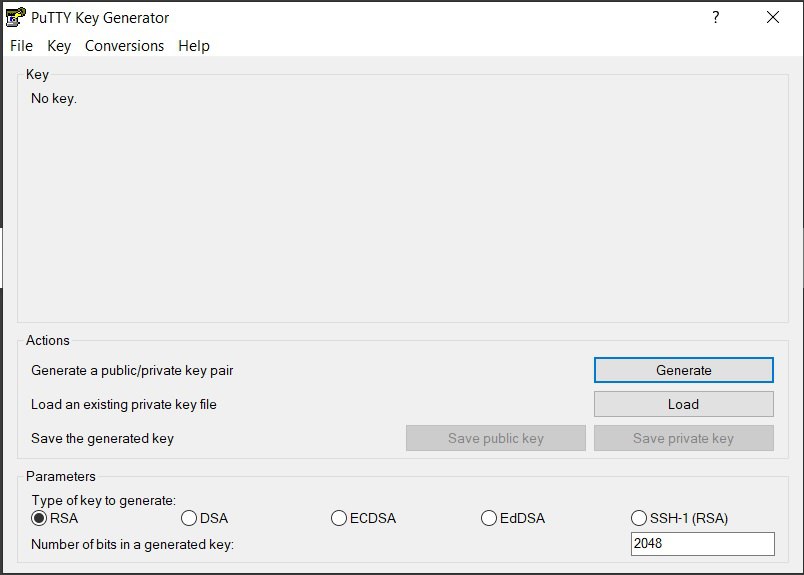 PuTTY Key Generator ?
File Key Conversions Help
Key
No key.
Actions
Generate a public/private key pair Generate
Load an existing private key file Load
Save the generated key Save public key Save private key
Parameters
Type of key to generate:
RSA DSA ECDSA EdDSA SSH-1 (RSA)
Number of bits in a generated key: 2048